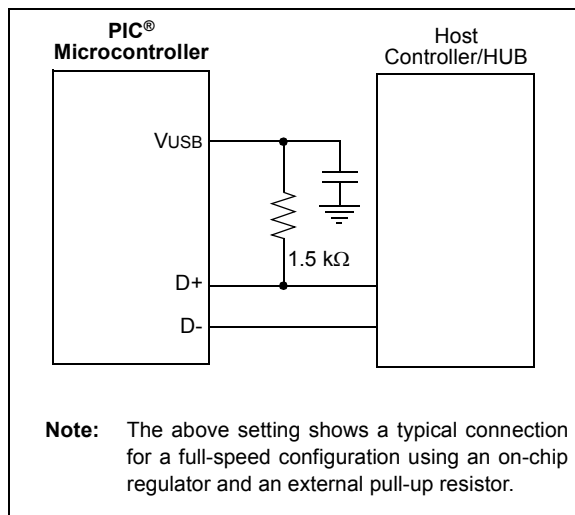 PIC®
Microcontroller
Host
Controller/HUB
VUSB
1.5 kΩ
D+
D-
Note: The above setting shows a typical connection
for a full-speed configuration using an on-chip
regulator and an external pull-up resistor.